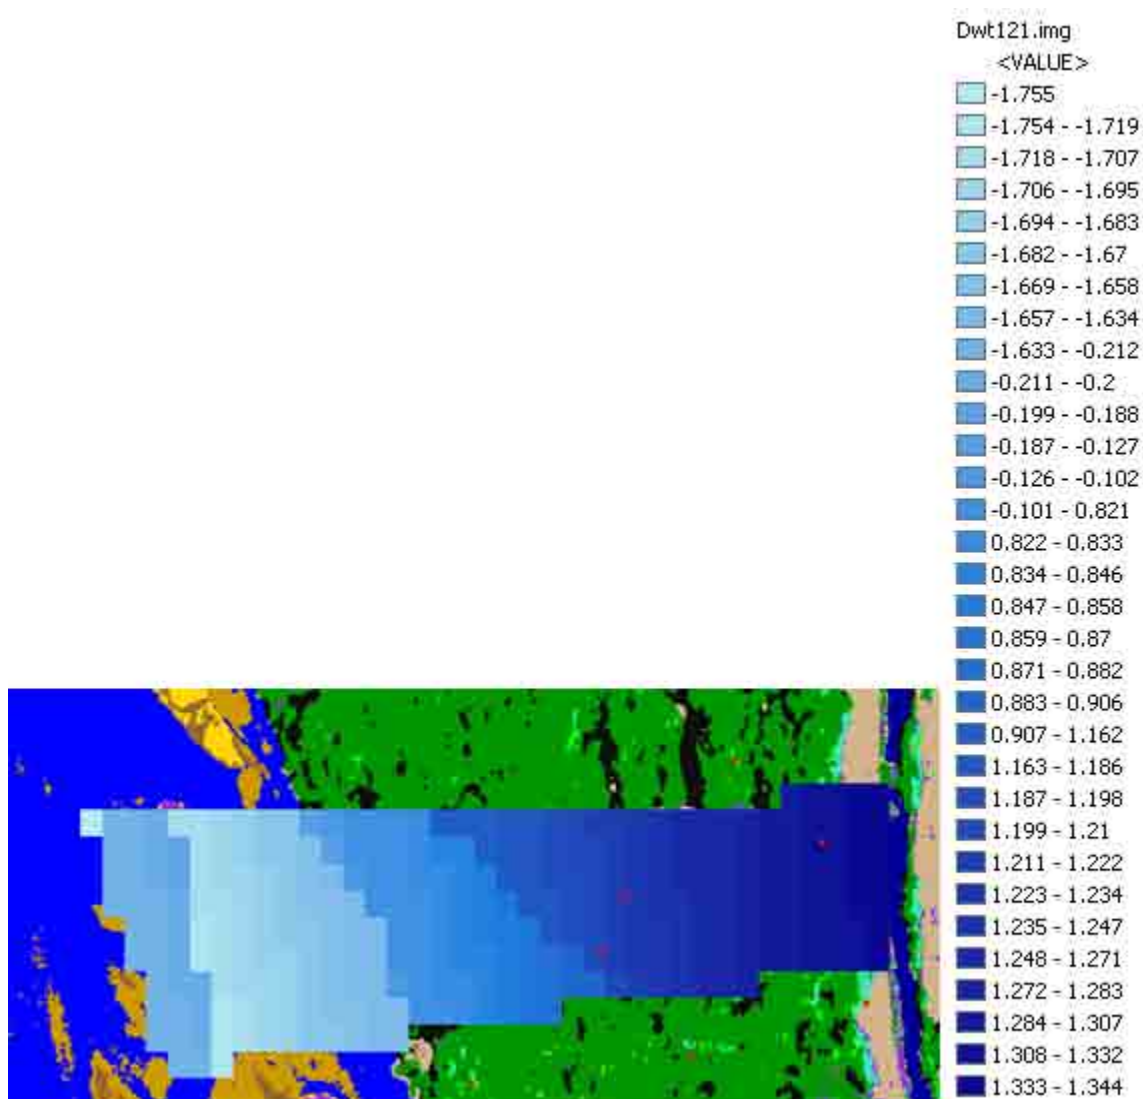 Dwt121.img
<VALUE>
-1.755
-1.754 - -1.719
-1.718 - -1.707
-1.706 - -1.695
-1.694 - -1.683
-1.682 - -1.67
-1.669 - -1.658
-1.657 - -1.634
-1.633 - -0.212
-0.211 - -0.2
-0.199 - -0.188
-0.187 - -0.127
-0.126 - -0.102
-0.101 - 0.821
0.822 - 0.833
0.834 - 0.846
0.847 - 0.858
0.859 - 0.87
0.871 - 0.882
0.883 - 0.906
0.907 - 1.162
1.163 - 1.186
1.187 - 1.198
1.199 - 1.21
1.211 - 1.222
1.223 - 1.234
1.235 - 1.247
1.248 - 1.271
1.272 - 1.283
1.284 - 1.307
1.308 - 1.332
1.333 - 1.344